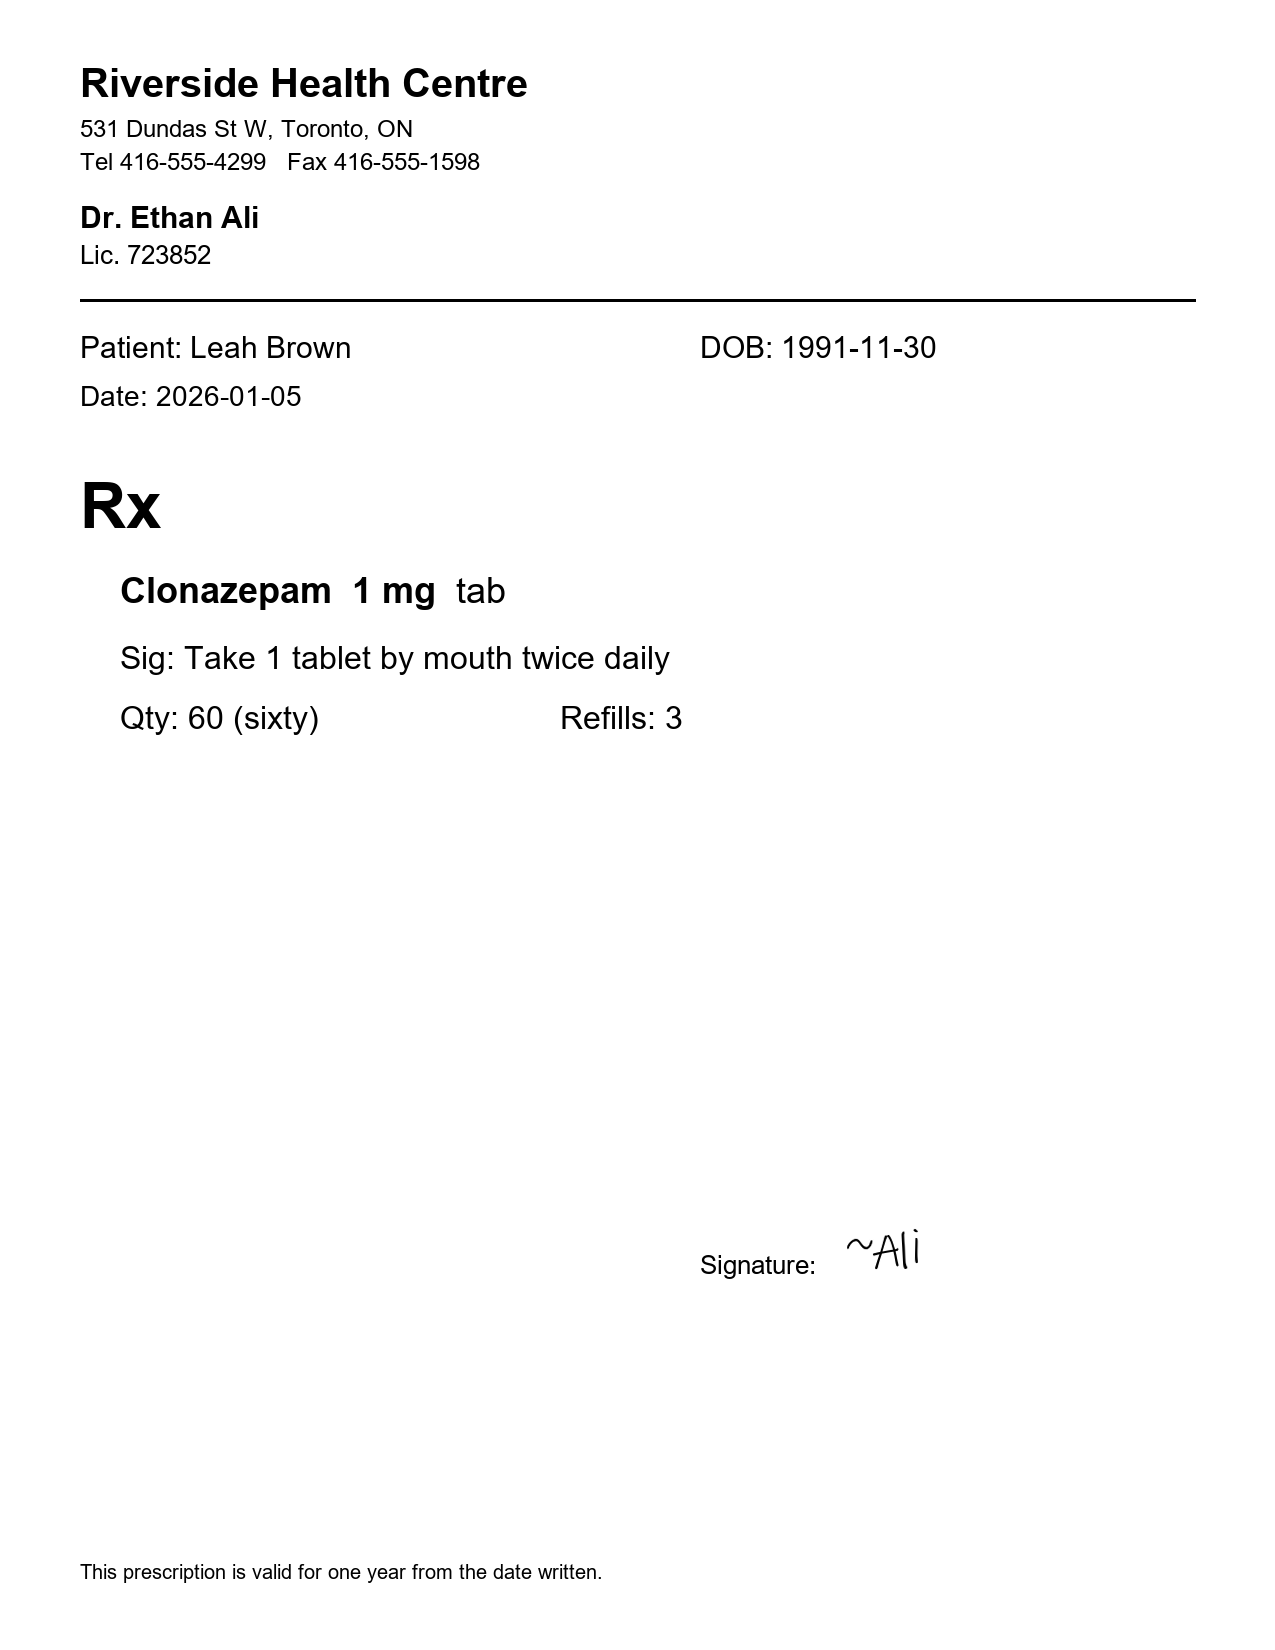 Riverside Health Centre
531 Dundas St W, Toronto, ON
Tel 416-555-4299 Fax 416-555-1598
Dr. Ethan Ali
Lic. 723852
Patient: Leah Brown DOB: 1991-11-30
Date: 2026-01-05
Rx
Clonazepam 1 mg tab
Sig: Take 1 tablet by mouth twice daily
Qty: 60 (sixty) Refills: 3
Signature: ~Ali
This prescription is valid for one year from the date written.